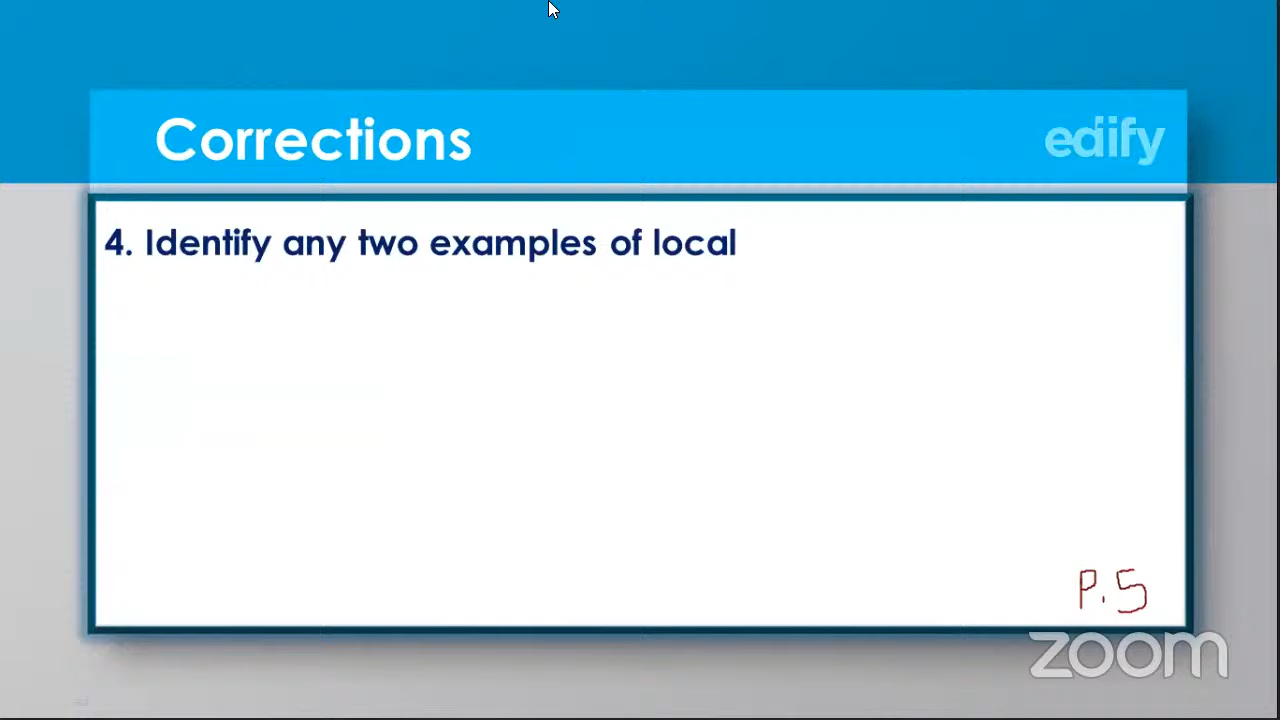 Corrections
edify
4. Identify any two examples of local
P.5
zoom